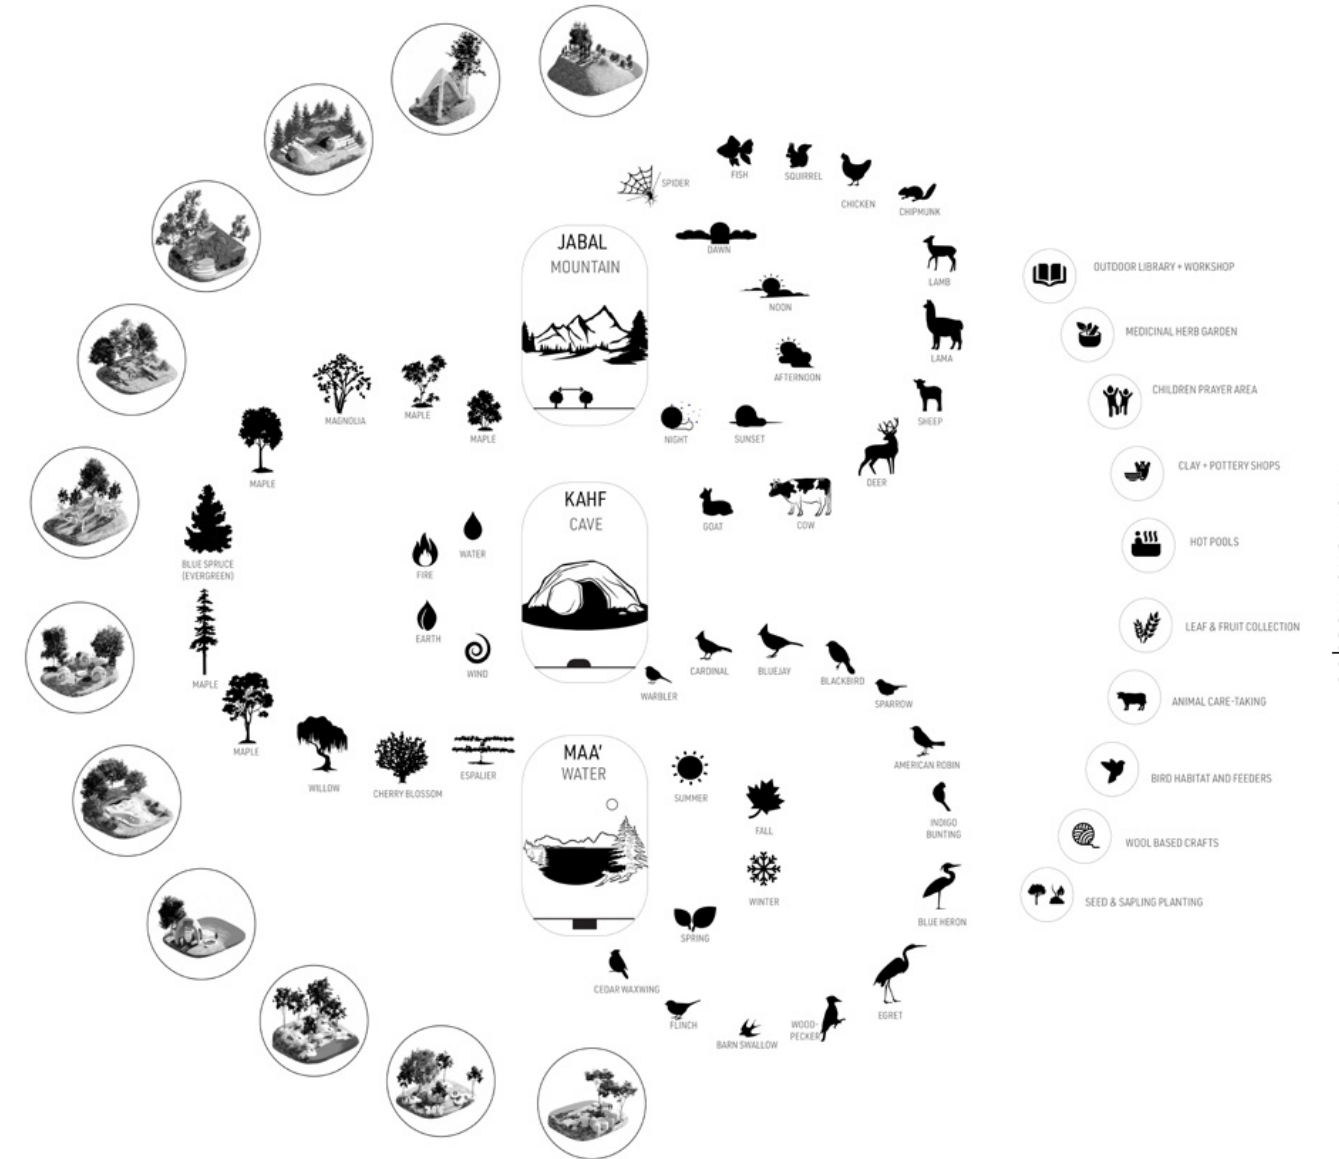 SPIDER
FISH
SQUIRREL
CHICKEN
CHIPMUNK
JABAL
MOUNTAIN
DAWN
NOON
AFTERNOON
NIGHT
SUNSET
LAMB
LAMA
SHEEP
DEER
COW
GOAT
MAGNOLIA
MAPLE
MAPLE
MAPLE
BLUE SPRUCE
(EVERGREEN)
MAPLE
MAPLE
WILLOW
CHERRY BLOSSOM
ESPALIER
KAHF
CAVE
WATER
FIRE
EARTH
WIND
WARBLER
CARDINAL
BLUEJAY
BLACKBIRD
SPARROW
AMERICAN ROBIN
INDIGO
BUNTING
BLUE HERON
EGRET
WOOD-
PECKER
BARN SWALLOW
FLINCH
CEDAR WAXWING
MAA'
WATER
SUMMER
FALL
WINTER
SPRING
OUTDOOR LIBRARY + WORKSHOP
MEDICINAL HERB GARDEN
CHILDREN PRAYER AREA
CLAY + POTTERY SHOPS
HOT POOLS
LEAF & FRUIT COLLECTION
ANIMAL CARE-TAKING
BIRD HABITAT AND FEEDERS
WOOL BASED CRAFTS
SEED & SAPLING PLANTING